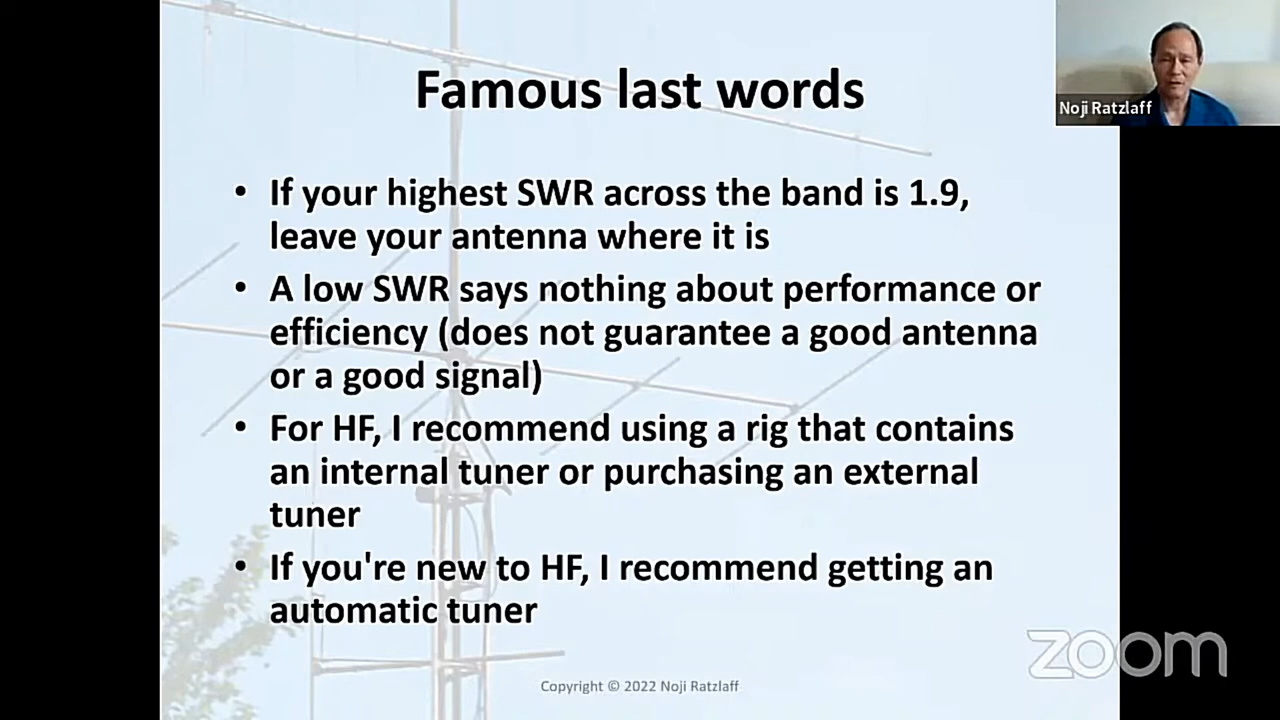 Famous last words
Noji Ratzlaff
• If your highest SWR across the band is 1.9,
leave your antenna where it is
• A low SWR says nothing about performance or
efficiency (does not guarantee a good antenna
or a good signal)
• For HF, I recommend using a rig that contains
an internal tuner or purchasing an external
tuner
• If you're new to HF, I recommend getting an
automatic tuner
zoom
Copyright © 2022 Noji Ratzlaff